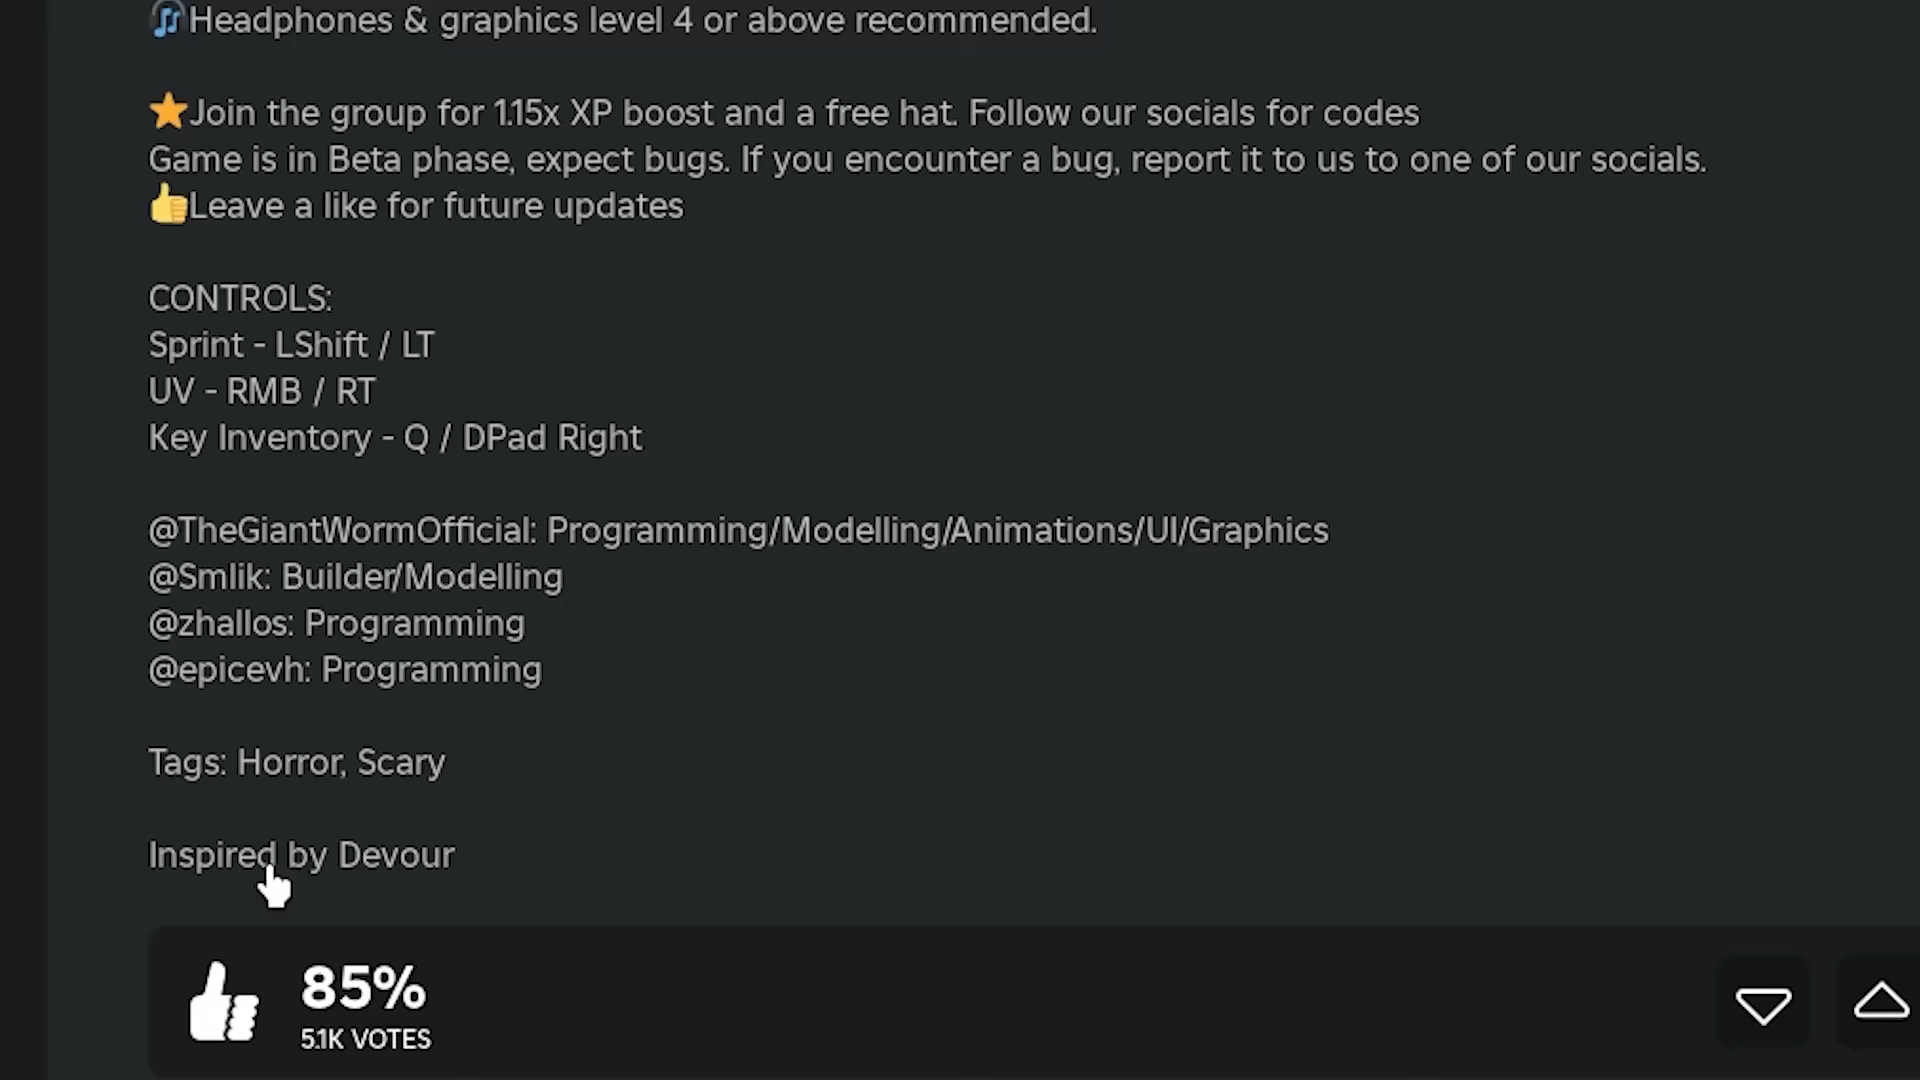 🎧Headphones & graphics level 4 or above recommended.
⭐Join the group for 1.15x XP boost and a free hat. Follow our socials for codes
Game is in Beta phase, expect bugs. If you encounter a bug, report it to us to one of our socials.
👍Leave a like for future updates
CONTROLS:
Sprint - LShift / LT
UV - RMB / RT
Key Inventory - Q / DPad Right
@TheGiantWormOfficial: Programming/Modelling/Animations/UI/Graphics
@Smlik: Builder/Modelling
@zhallos: Programming
@epicevh: Programming
Tags: Horror, Scary
Inspired by Devour
85%
5.1K VOTES